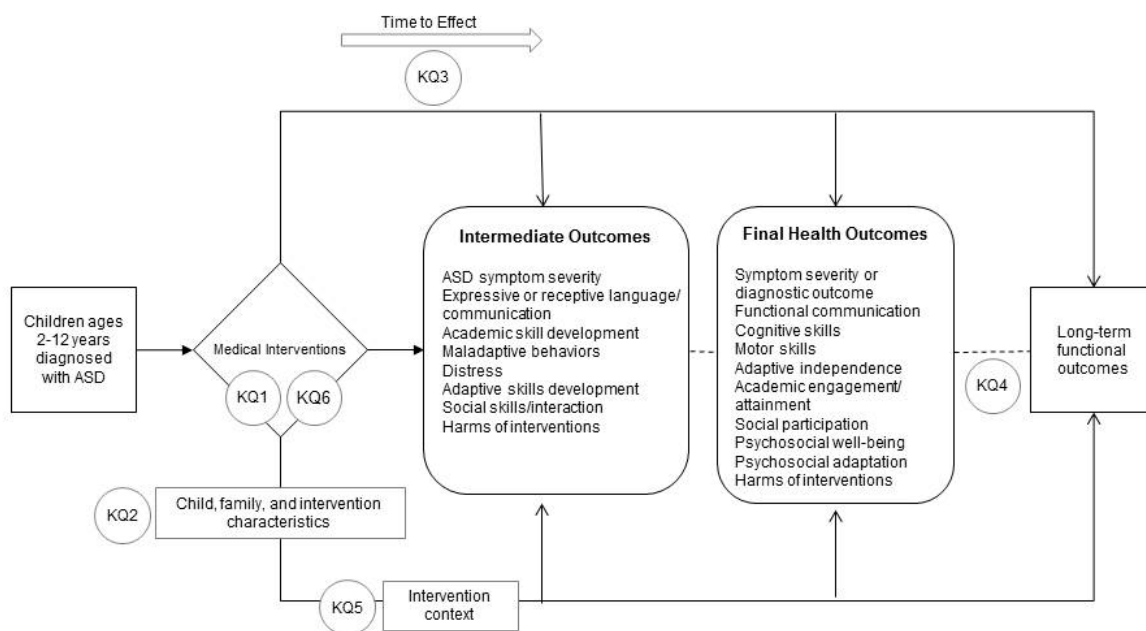 Time to Effect
KQ3
Children ages
2-12 years
diagnosed
with ASD
Medical Interventions
KQ1
KQ6
Intermediate Outcomes
ASD symptom severity
Expressive or receptive language/
communication
Academic skill development
Maladaptive behaviors
Distress
Adaptive skills development
Social skills/interaction
Harms of interventions
Final Health Outcomes
Symptom severity or
diagnostic outcome
Functional communication
Cognitive skills
Motor skills
Adaptive independence
Academic engagement/
attainment
Social participation
Psychosocial well-being
Psychosocial adaptation
Harms of interventions
KQ4
Long-term
functional
outcomes
KQ2
Child, family, and intervention
characteristics
KQ5
Intervention
context